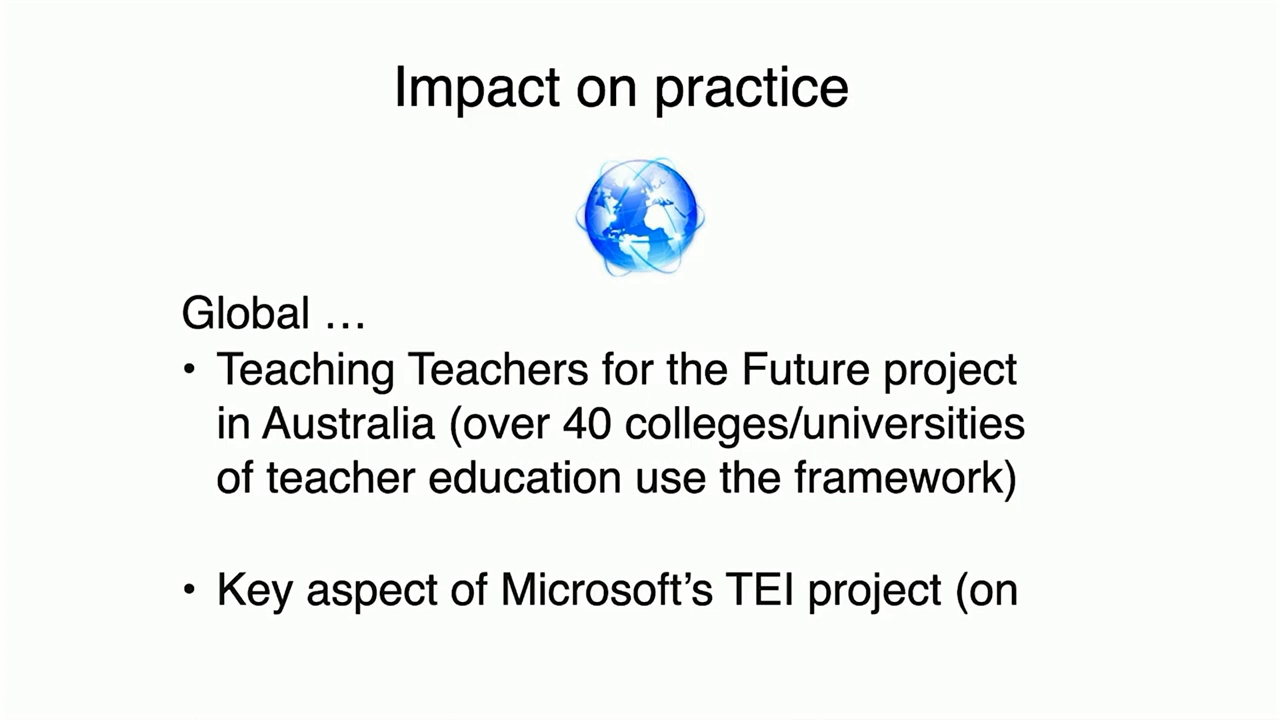 Impact on practice
Global …
• Teaching Teachers for the Future project
in Australia (over 40 colleges/universities
of teacher education use the framework)
• Key aspect of Microsoft’s TEI project (on